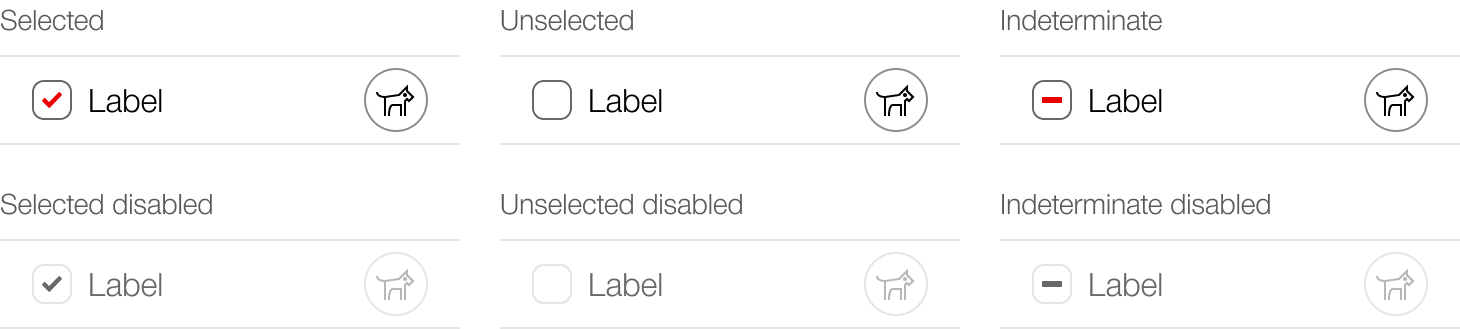 Selected
Unselected
Indeterminate
Label
Label
Label
Selected disabled
Unselected disabled
Indeterminate disabled
Label
Label
Label